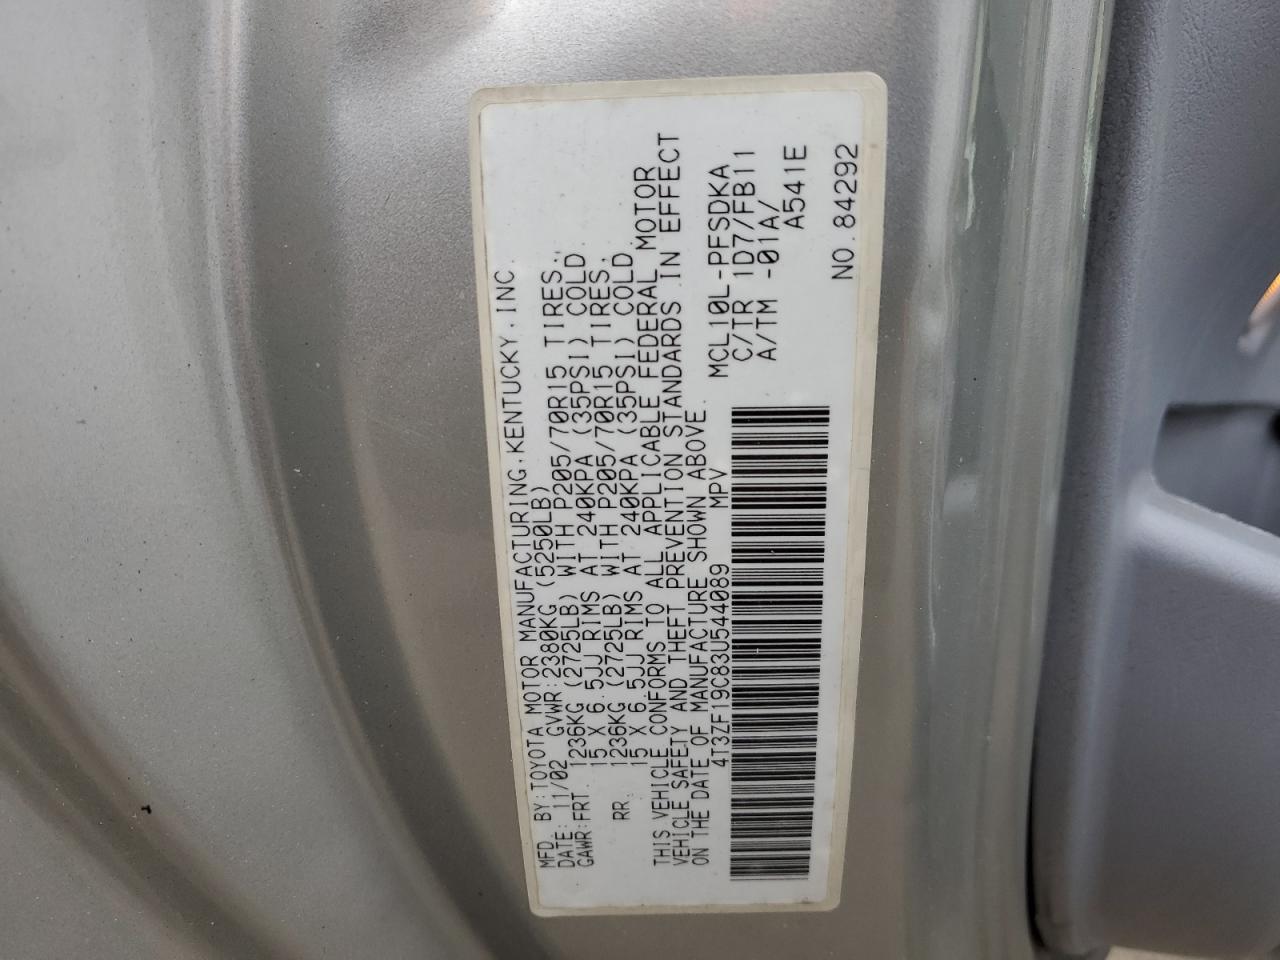 MFD. BY:TOYOTA MOTOR MANUFACTURING.KENTUCKY.INC.
DATE: 11/02 GVWR:2380KG (5250LB)
GAWR:FRT. 1236KG (2725LB) WITH P205/70R15 TIRES.,
15 X 6.5JJ RIMS AT 240KPA (35PSI) COLD.
RR. 1236KG (2725LB) WITH P205/70R15 TIRES.,
15 X 6.5JJ RIMS AT 240KPA (35PSI) COLD.
THIS VEHICLE CONFORMS TO ALL APPLICABLE FEDERAL MOTOR
VEHICLE SAFETY AND THEFT PREVENTION STANDARDS IN EFFECT
ON THE DATE OF MANUFACTURE SHOWN ABOVE.
4T3ZF19C83U544089 MPV
MCL10L-PFSDKA
C/TR 1D7/FB11
A/TM -01A/
A541E
NO.84292